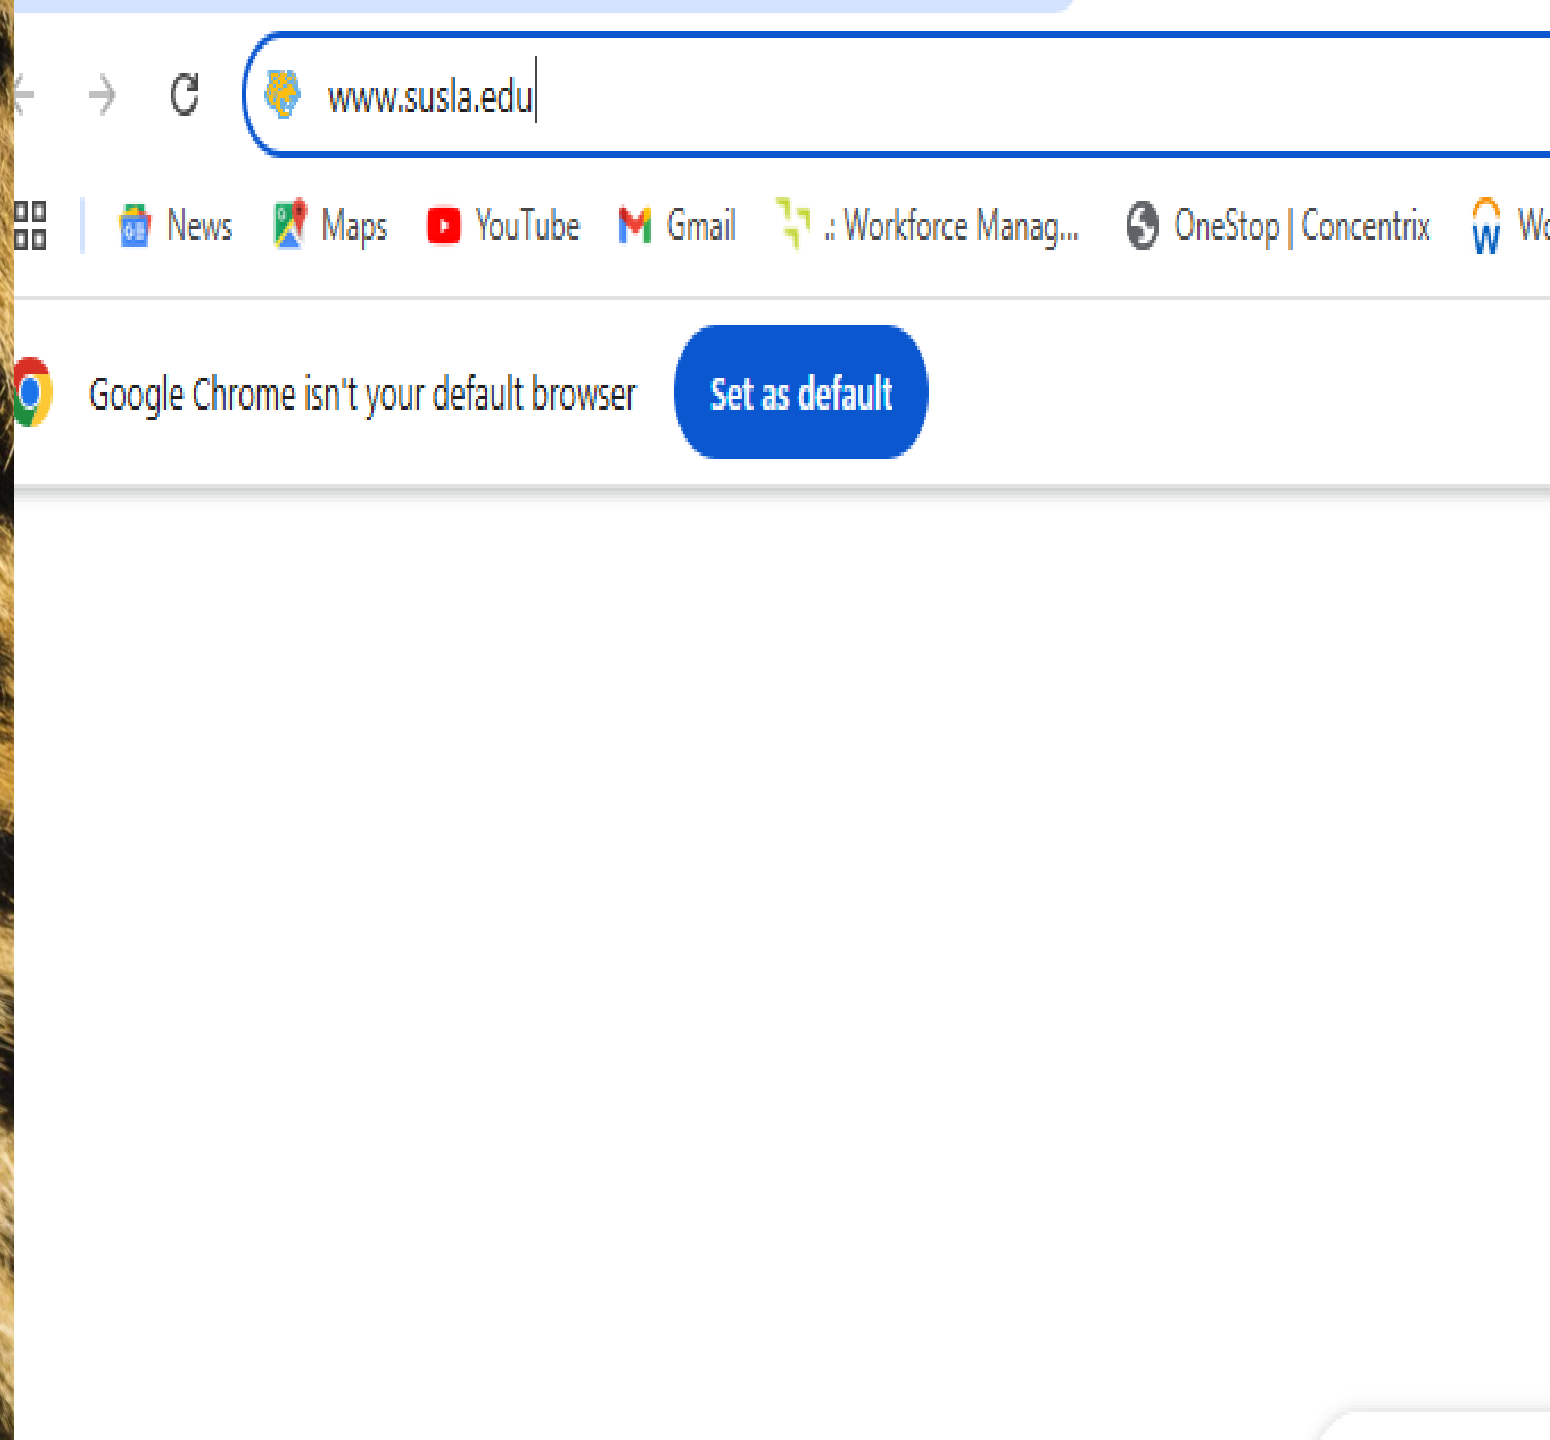 www.susla.edu
News Maps YouTube Gmail .: Workforce Manag... OneStop | Concentrix Wo
Google Chrome isn't your default browser Set as default